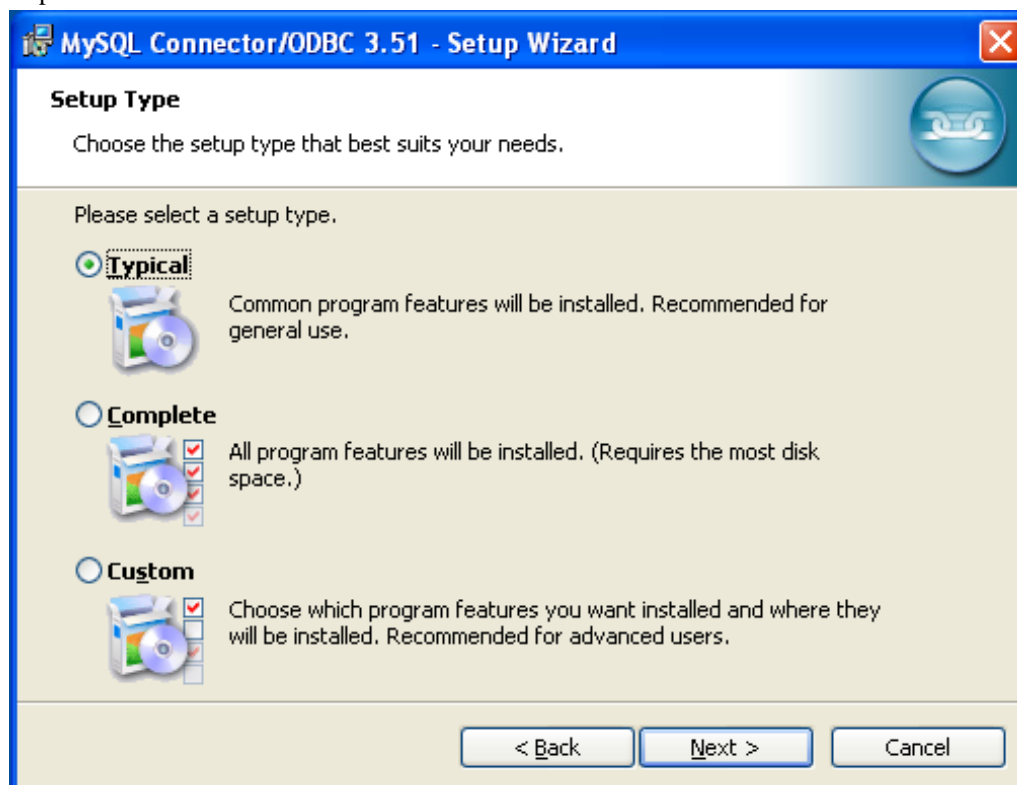 MySQL Connector/ODBC 3.51 - Setup Wizard
Setup Type
Choose the setup type that best suits your needs.
Please select a setup type.
Typical
Common program features will be installed. Recommended for
general use.
Complete
All program features will be installed. (Requires the most disk
space.)
Custom
Choose which program features you want installed and where they
will be installed. Recommended for advanced users.
< Back
Next >
Cancel